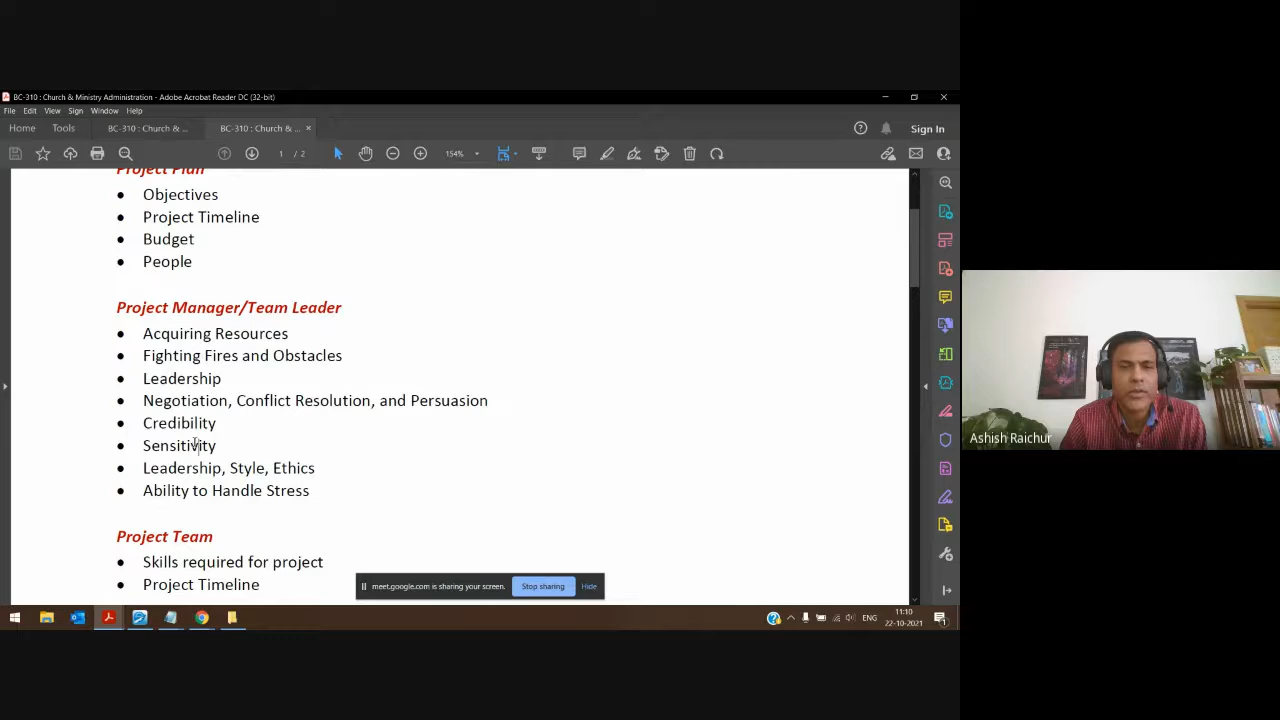 BC-310 : Church & Ministry Administration - Adobe Acrobat Reader DC (32-bit)
File Edit View Sign Window Help
Home Tools BC-310 : Church & ... BC-310 : Church & ... × Sign In
1 / 2 154%
Project Plan
• Objectives
• Project Timeline
• Budget
• People
Project Manager/Team Leader
• Acquiring Resources
• Fighting Fires and Obstacles
• Leadership
• Negotiation, Conflict Resolution, and Persuasion
• Credibility
• Sensitivity
• Leadership, Style, Ethics
• Ability to Handle Stress
Project Team
• Skills required for project
• Project Timeline
meet.google.com is sharing your screen. Stop sharing Hide
ENG 11:10
22-10-2021
Ashish Raichur